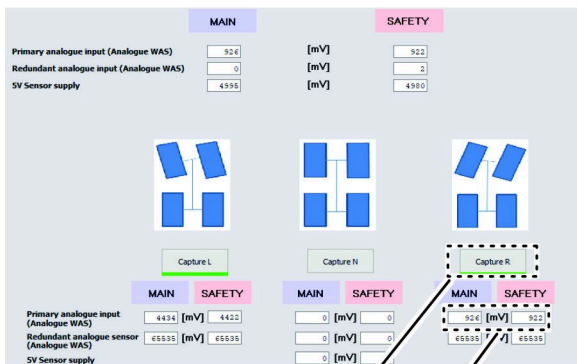 MAIN SAFETY
Primary analogue input (Analogue WAS) 926 [mV] 922
Redundant analogue input (Analogue WAS) 0 [mV] 2
5V Sensor supply 4995 [mV] 4980
Capture L Capture N Capture R
MAIN SAFETY MAIN SAFETY MAIN SAFETY
Primary analogue input 4434 [mV] 4422 0 [mV] 0 926 [mV] 922
(Analogue WAS)
Redundant analogue sensor 65535 [mV] 65535 0 [mV] 0 65535 [mV] 65535
(Analogue WAS)
5V Sensor supply 0 [mV]